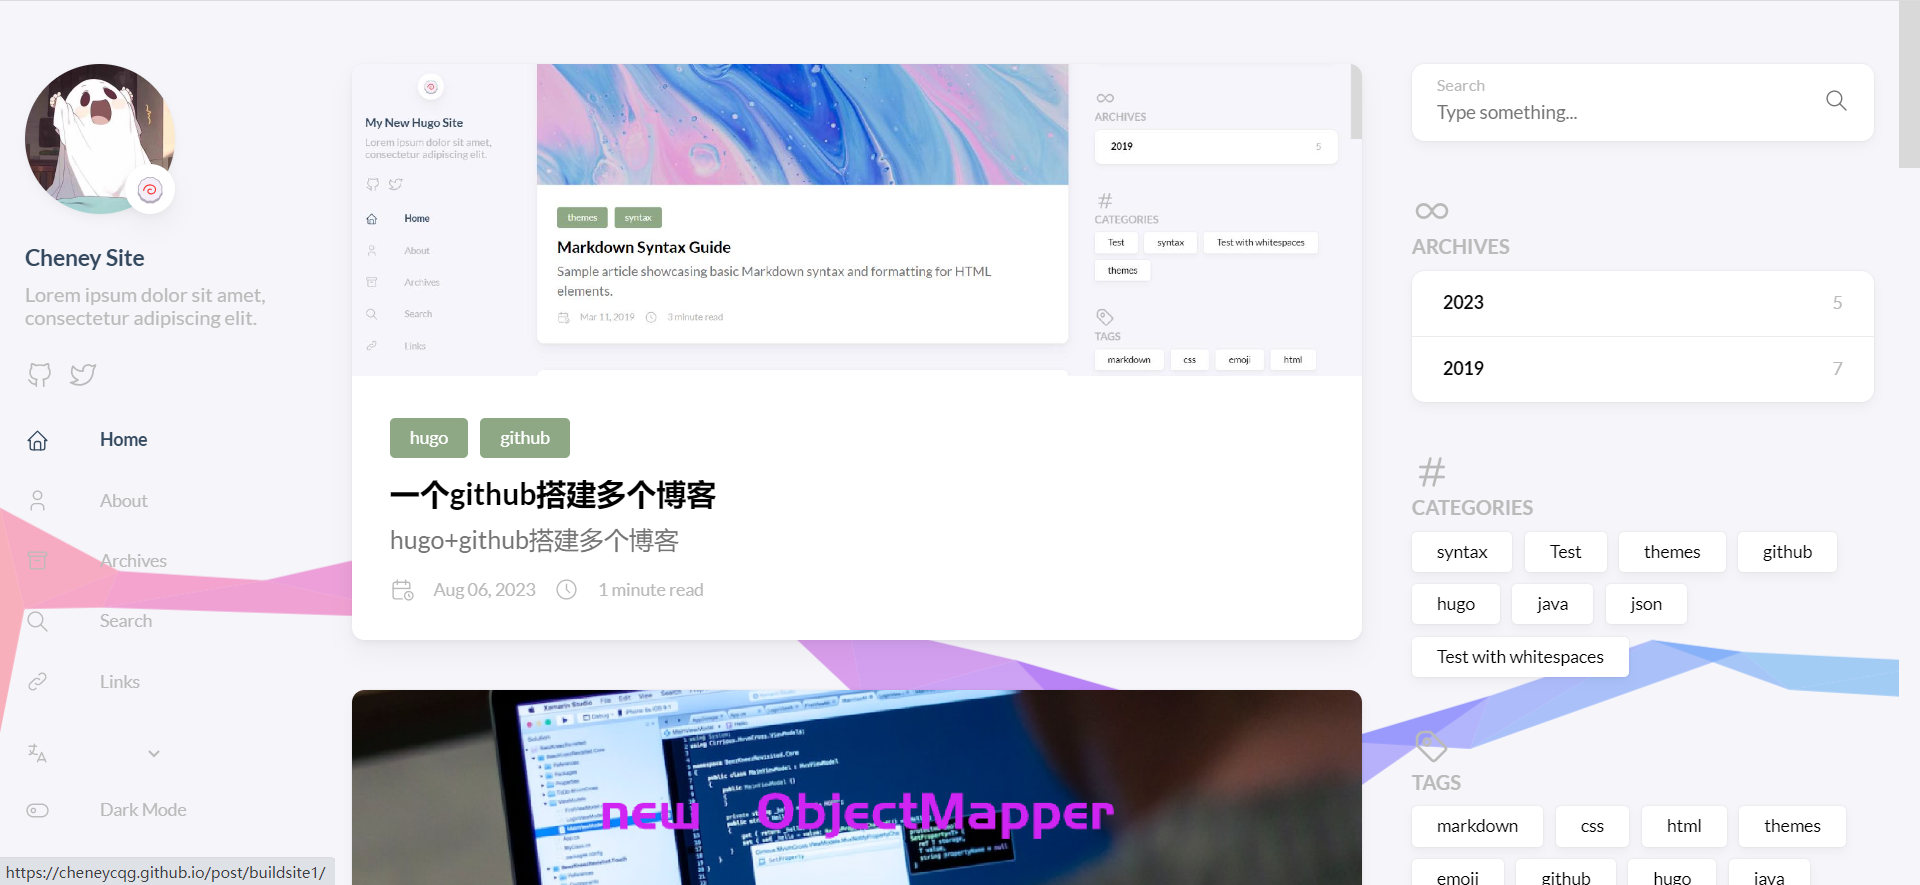 Cheney Site
Lorem ipsum dolor sit amet,
consectetur adipiscing elit.
Home
About
Archives
Search
Links
Dark Mode
https://cheneycqg.github.io/post/buildsite1/
My New Hugo Site
Lorem ipsum dolor sit amet,
consectetur adipiscing elit.
Home
About
Archives
Search
Links
themes syntax
Markdown Syntax Guide
Sample article showcasing basic Markdown syntax and formatting for HTML
elements.
Mar 11, 2019 3 minute read
ARCHIVES
2019 5
CATEGORIES
Test syntax Test with whitespaces
themes
TAGS
markdown css emoji html
hugo github
一个github搭建多个博客
hugo+github搭建多个博客
Aug 06, 2023 1 minute read
Xamarin Studio File Edit View Search
Solution
new ObjectMapper
Search
Type something...
ARCHIVES
2023 5
2019 7
CATEGORIES
syntax Test themes github
hugo java json
Test with whitespaces
TAGS
markdown css html themes
emoji github hugo java